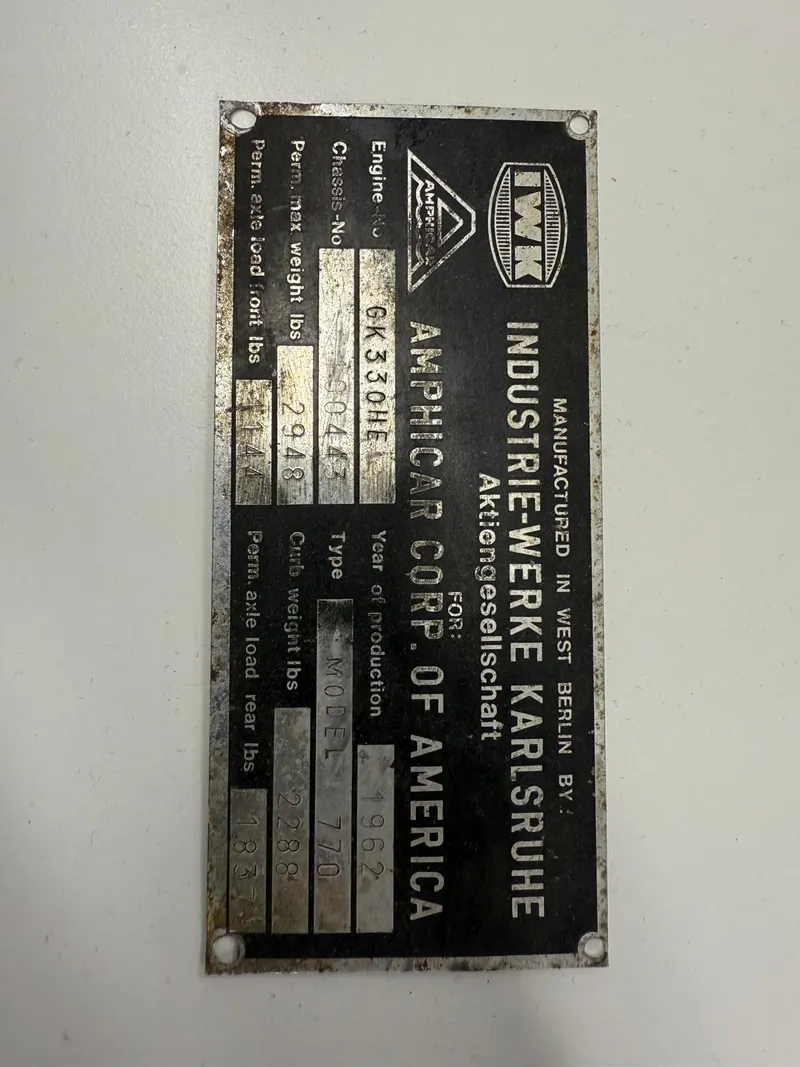 MANUFACTURED IN WEST BERLIN BY:
IWK
INDUSTRIE-WERKE KARLSRUHE
Aktiengesellschaft
FOR:
AMPHICAR
AMPHICAR CORP. OF AMERICA
Engine-No GK330HE
Year of production 1962
Chassis-No
Type MODEL 770
Perm. max weight lbs 2948
Curb weight lbs 2288
Perm. axle load front lbs 1144
Perm. axle load rear lbs 1837